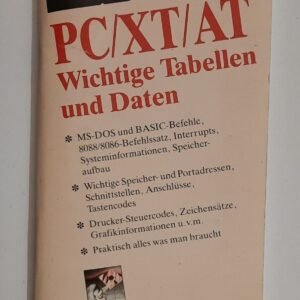 PC/XT/AT
Wichtige Tabellen
und Daten
* MS-DOS und BASIC-Befehle,
8088/8086-Befehlssatz, Interrupts,
Systeminformationen, Speicher-
aufbau
* Wichtige Speicher- und Portadressen,
Schnittstellen, Anschlüsse,
Tastencodes
* Drucker-Steuercodes, Zeichensätze,
Grafikinformationen u.v.m.
* Praktisch alles was man braucht